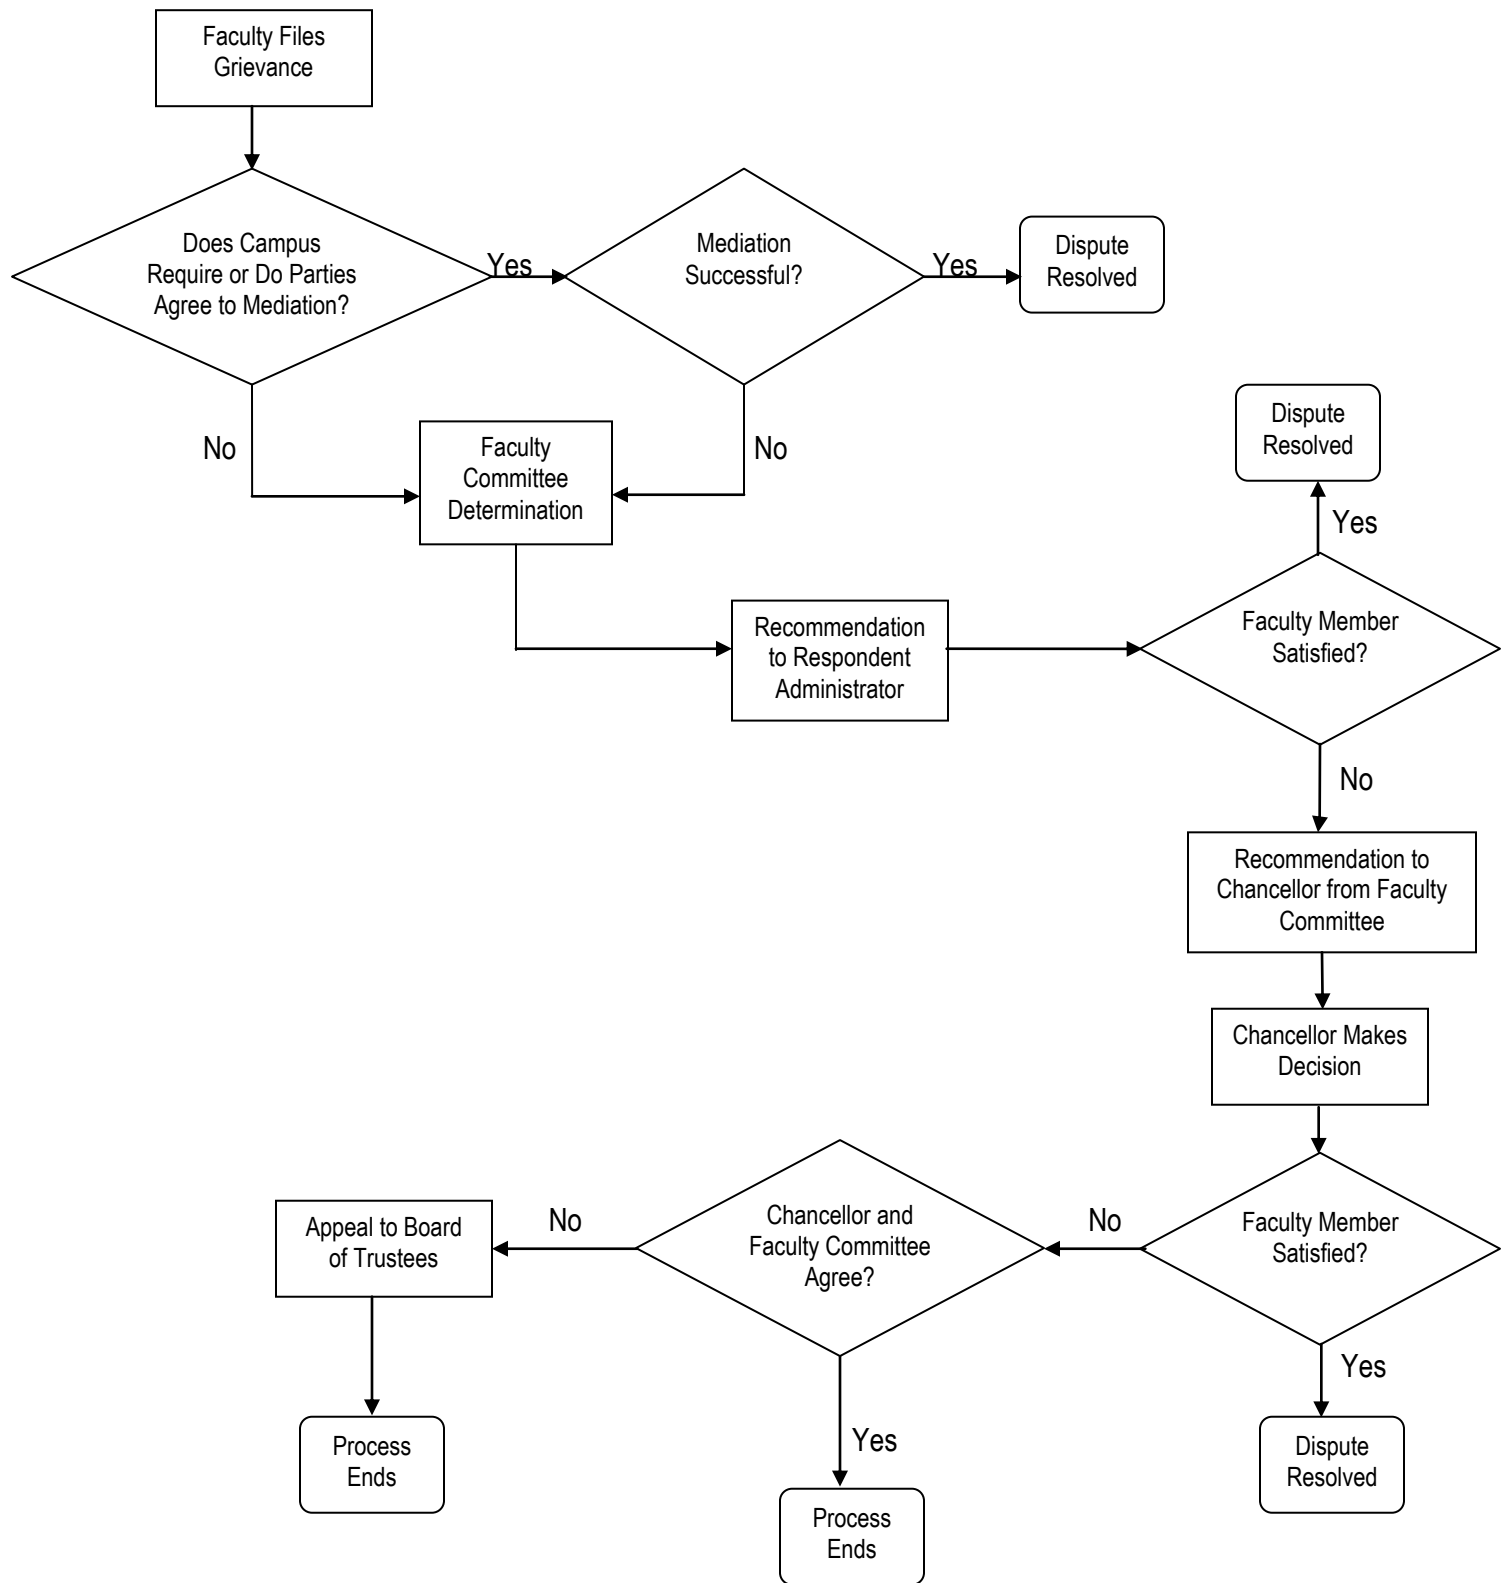 Faculty Files
Grievance
Does Campus
Require or Do Parties
Agree to Mediation?
Yes
Mediation
Successful?
Yes
Dispute
Resolved
No
Faculty
Committee
Determination
No
Dispute
Resolved
Yes
Recommendation
to Respondent
Administrator
Faculty Member
Satisfied?
No
Recommendation to
Chancellor from Faculty
Committee
Chancellor Makes
Decision
Faculty Member
Satisfied?
No
Chancellor and
Faculty Committee
Agree?
No
Appeal to Board
of Trustees
Yes
Dispute
Resolved
Yes
Process
Ends
Process
Ends